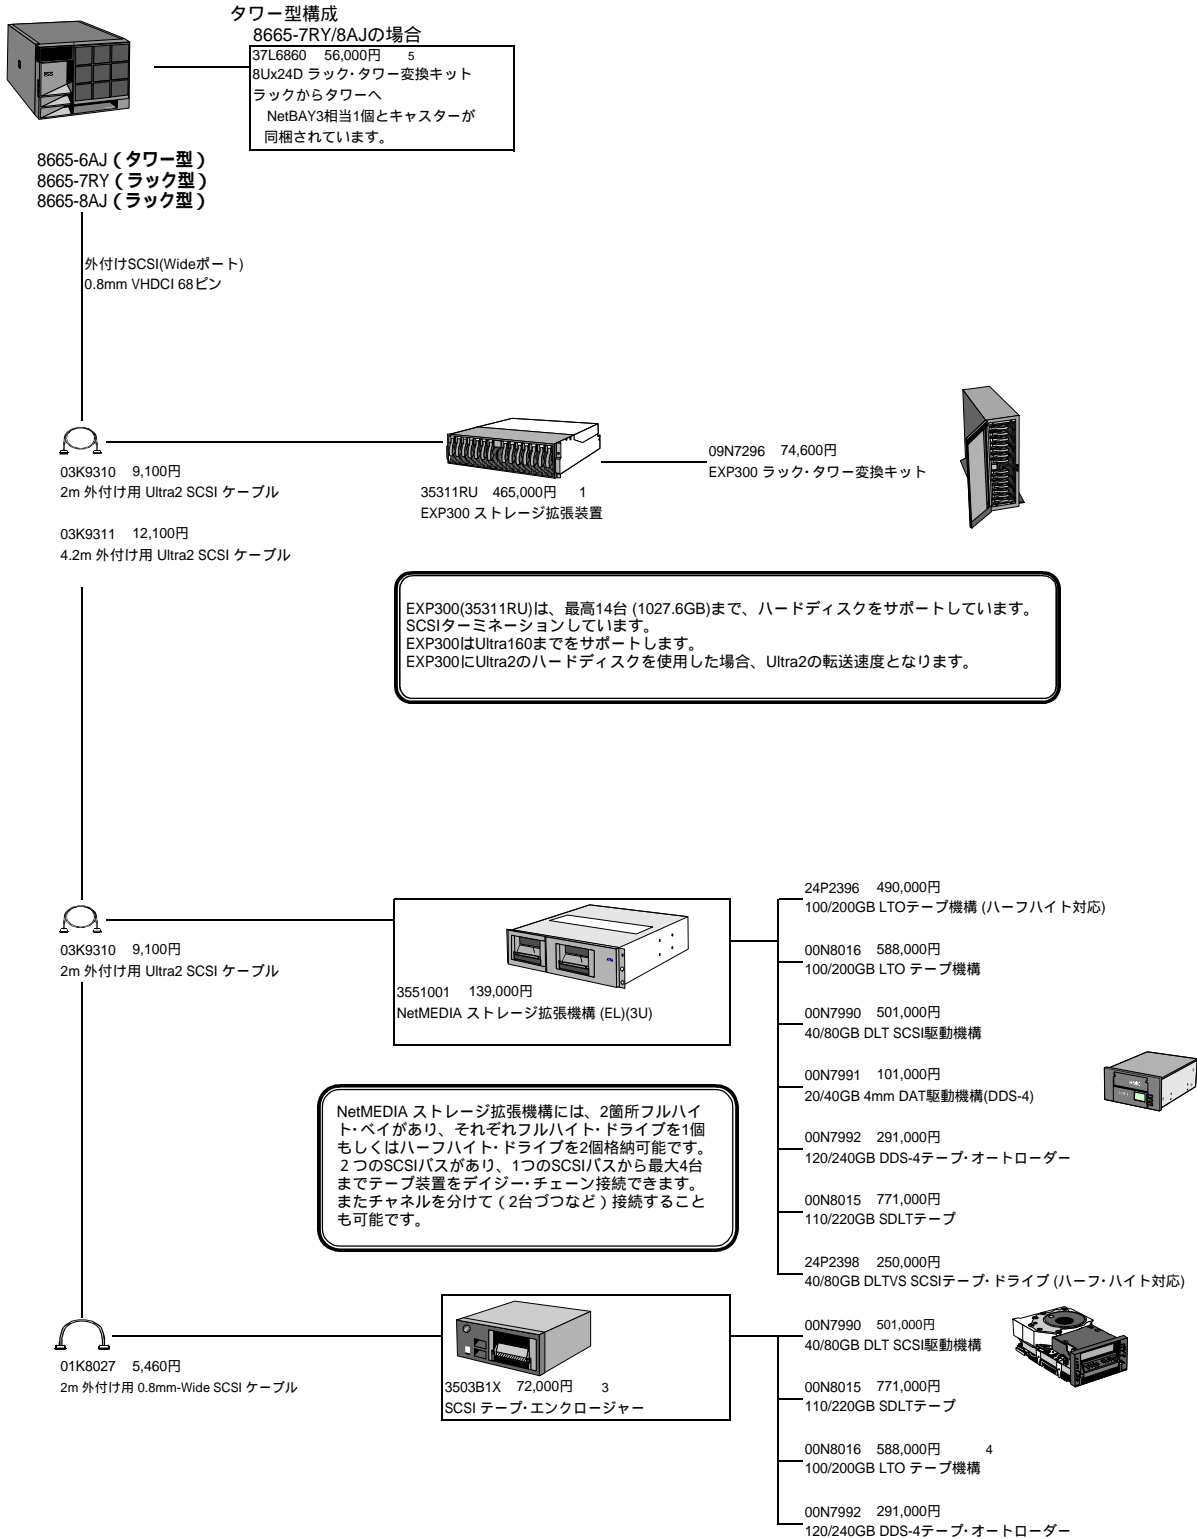 タワー型構成
8665-7RY/8AJの場合
37L6860 56,000円 5
8Ux24D ラック・タワー変換キット
ラックからタワーへ
NetBAY3相当1個とキャスターが
同梱されています。
8665-6AJ（タワー型）
8665-7RY（ラック型）
8665-8AJ（ラック型）
外付けSCSI(Wideポート)
0.8mm VHDCI 68ピン
03K9310 9,100円
2m 外付け用 Ultra2 SCSI ケーブル
03K9311 12,100円
4.2m 外付け用 Ultra2 SCSI ケーブル
35311RU 465,000円 1
EXP300 ストレージ拡張装置
09N7296 74,600円
EXP300 ラック・タワー変換キット
EXP300(35311RU)は、最高14台 (1027.6GB)まで、ハードディスクをサポートしています。
SCSIターミネーションしています。
EXP300はUltra160までをサポートします。
EXP300にUltra2のハードディスクを使用した場合、Ultra2の転送速度となります。
03K9310 9,100円
2m 外付け用 Ultra2 SCSI ケーブル
3551001 139,000円
NetMEDIA ストレージ拡張機構 (EL)(3U)
24P2396 490,000円
100/200GB LTOテープ機構 (ハーフハイト対応)
00N8016 588,000円
100/200GB LTO テープ機構
00N7990 501,000円
40/80GB DLT SCSI駆動機構
00N7991 101,000円
20/40GB 4mm DAT駆動機構(DDS-4)
00N7992 291,000円
120/240GB DDS-4テープ・オートローダー
00N8015 771,000円
110/220GB SDLTテープ
24P2398 250,000円
40/80GB DLTVS SCSIテープ・ドライブ (ハーフ・ハイト対応)
NetMEDIA ストレージ拡張機構には、2箇所フルハイ
ト・ベイがあり、それぞれフルハイト・ドライブを1個
もしくはハーフハイト・ドライブを2個格納可能です。
２つのSCSIバスがあり、1つのSCSIバスから最大4台
までテープ装置をデイジー・チェーン接続できます。
またチャネルを分けて（2台づつなど）接続すること
も可能です。
01K8027 5,460円
2m 外付け用 0.8mm-Wide SCSI ケーブル
3503B1X 72,000円 3
SCSI テープ・エンクロージャー
00N7990 501,000円
40/80GB DLT SCSI駆動機構
00N8015 771,000円
110/220GB SDLTテープ
00N8016 588,000円 4
100/200GB LTO テープ機構
00N7992 291,000円
120/240GB DDS-4テープ・オートローダー